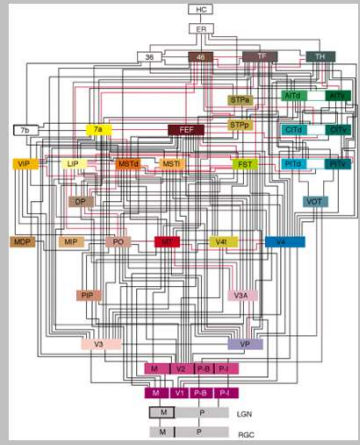 HC
ER
36 46 TF TH
STPa AITd AITv
7b 7a FEF STPp CITd CITv
VIP LIP MSTd MSTl FST PITd PITv
DP VOT
MDP MIP PO MT V4t V4
PIP V3A
V3 VP
M V2 P-B P-I
M V1 P-B P-I
M P LGN
M P RGC